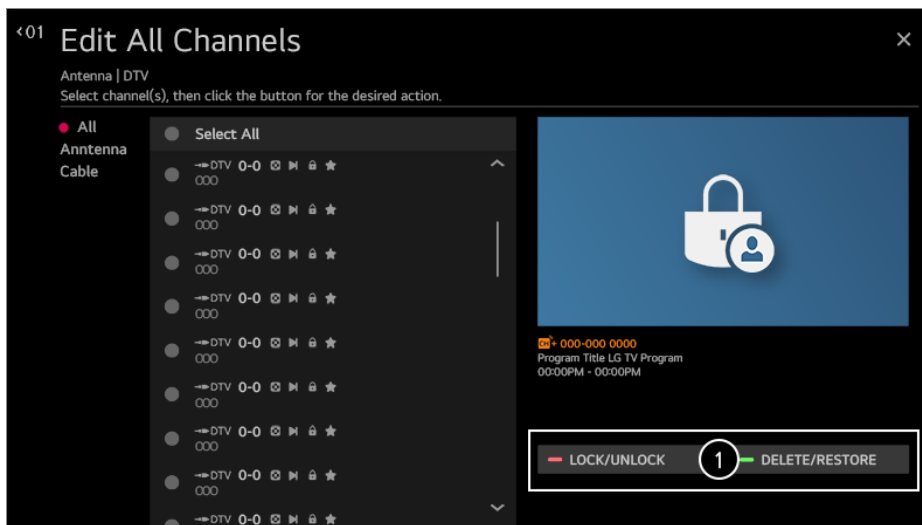 ‹01 Edit All Channels
Antenna | DTV
Select channel(s), then click the button for the desired action.
All
Anntenna
Cable
Select All
DTV 0-0
000
DTV 0-0
000
DTV 0-0
000
DTV 0-0
000
DTV 0-0
000
DTV 0-0
000
DTV 0-0
000
DTV 0-0
000
DTV 0-0
CH+ 000-000 0000
Program Title LG TV Program
00:00PM - 00:00PM
LOCK/UNLOCK 1 DELETE/RESTORE